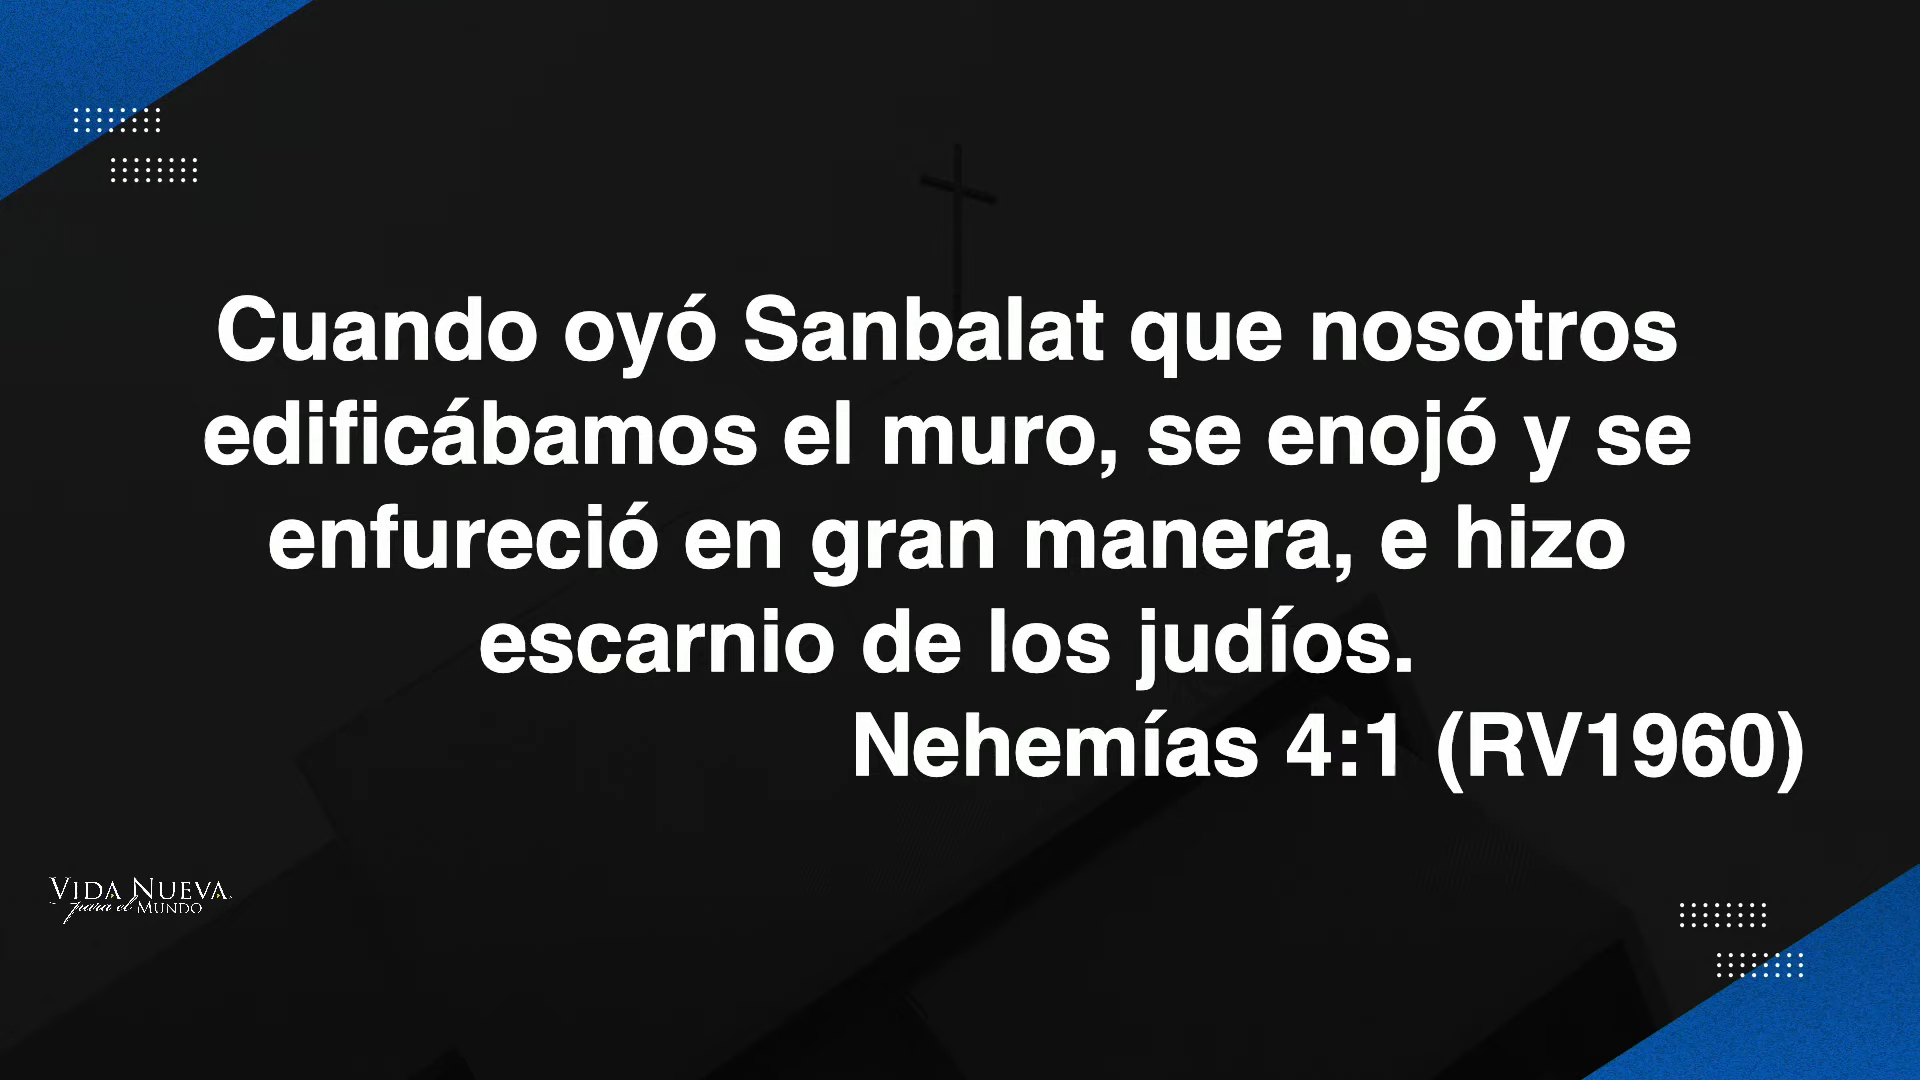 Cuando oyó Sanbalat que nosotros
edificábamos el muro, se enojó y se
enfureció en gran manera, e hizo
escarnio de los judíos.
Nehemías 4:1 (RV1960)
VIDA NUEVA
para el MUNDO